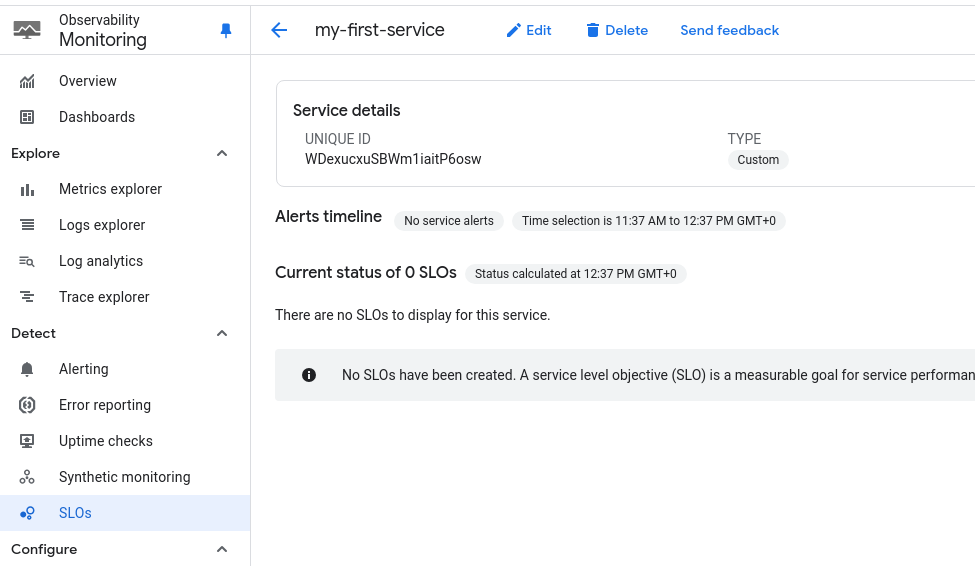 Observability
Monitoring
my-first-service
Edit
Delete
Send feedback
Overview
Dashboards
Explore
Metrics explorer
Logs explorer
Log analytics
Trace explorer
Detect
Alerting
Error reporting
Uptime checks
Synthetic monitoring
SLOs
Configure
Service details
UNIQUE ID
WDexucxuSBWm1iaitP6osw
TYPE
Custom
Alerts timeline
No service alerts
Time selection is 11:37 AM to 12:37 PM GMT+0
Current status of 0 SLOs
Status calculated at 12:37 PM GMT+0
There are no SLOs to display for this service.
No SLOs have been created. A service level objective (SLO) is a measurable goal for service performan